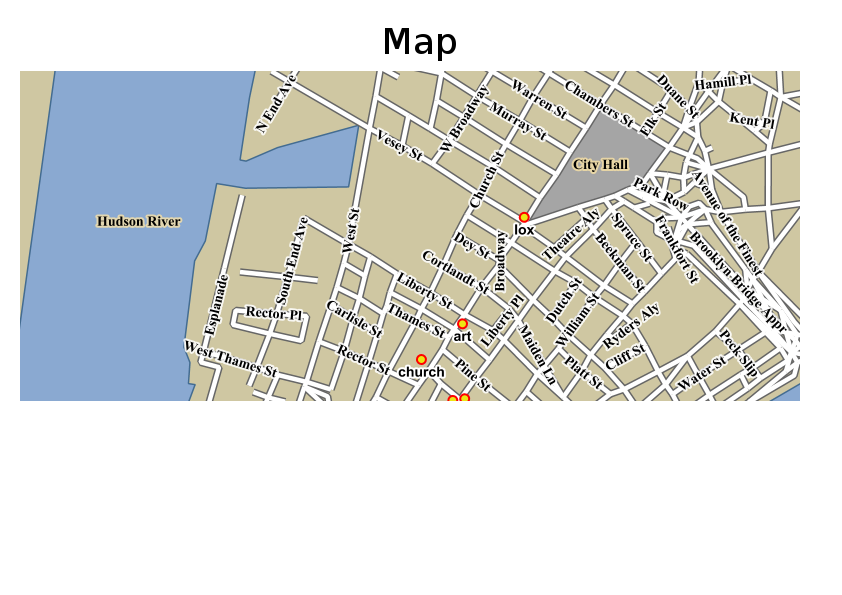 Map
Hamill Pl
Duane St
N End Ave
Warren St
Chambers St
W Broadway
Murray St
Elk St
Kent Pl
Vesey St
City Hall
Church St
Park Row
Avenue of the Finest
Hudson River
West St
lox
Theatre Aly
Spruce St
Frankfort St
South End Ave
Dey St
Broadway
Beekman St
Brooklyn Bridge Appr
Cortlandt St
Liberty St
Esplanade
Dutch St
William St
Rector Pl
Carlisle St
Thames St
Liberty Pl
Ryders Aly
art
Maiden Ln
Peck Slip
West Thames St
Rector St
church
Pine St
Platt St
Cliff St
Water St